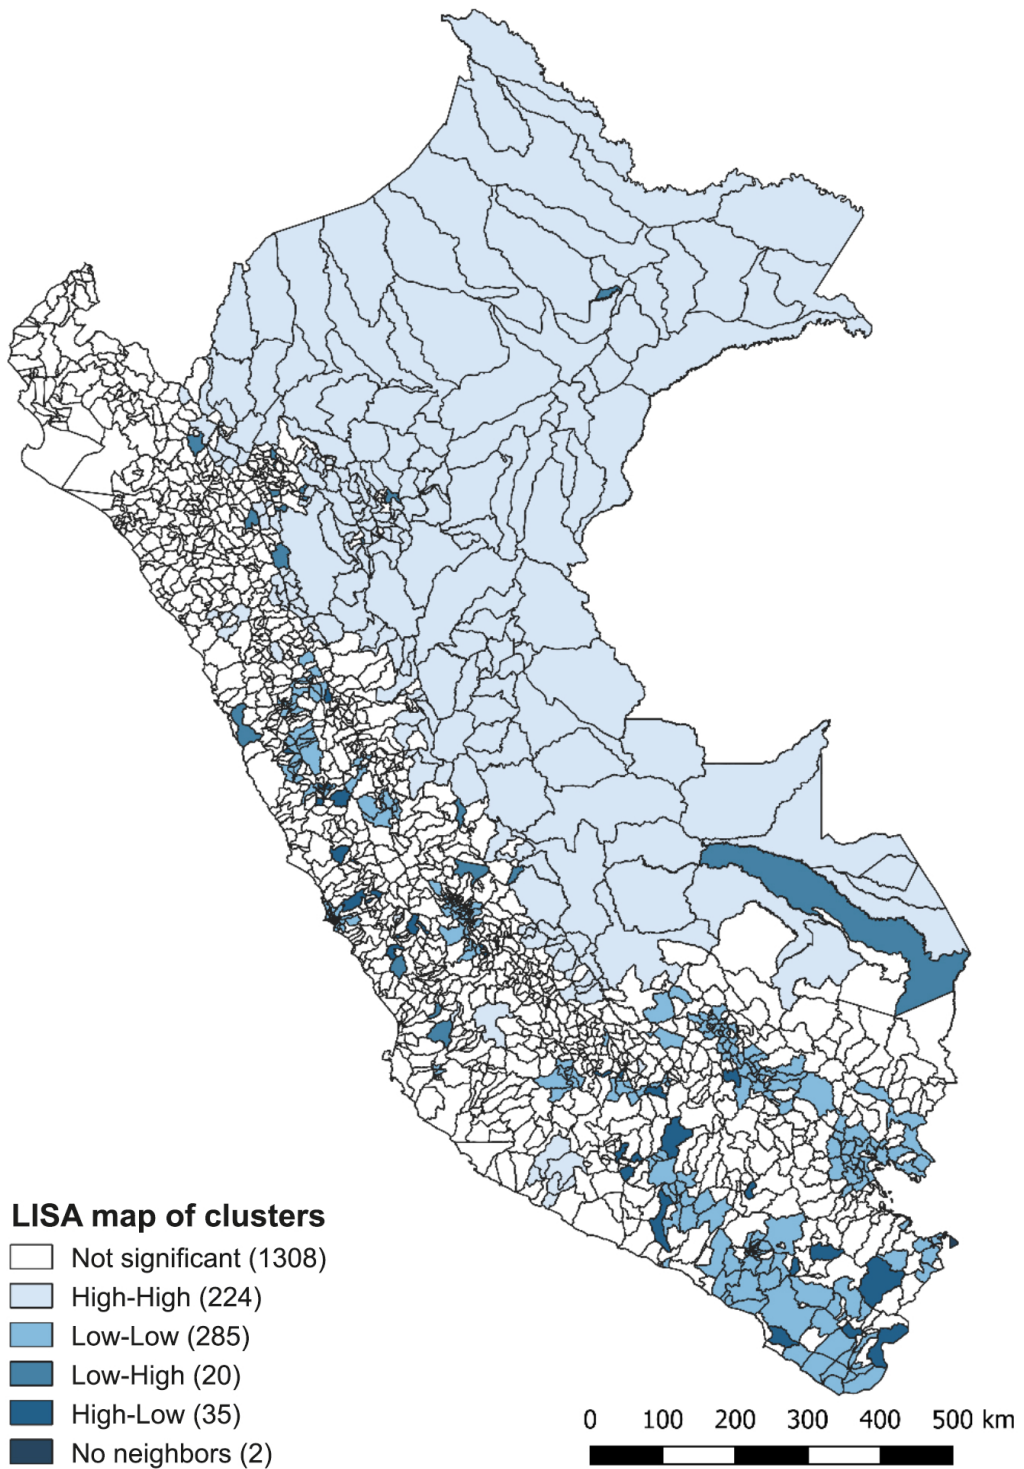 LISA map of clusters
Not significant (1308)
High-High (224)
Low-Low (285)
Low-High (20)
High-Low (35)
No neighbors (2)
0 100 200 300 400 500 km